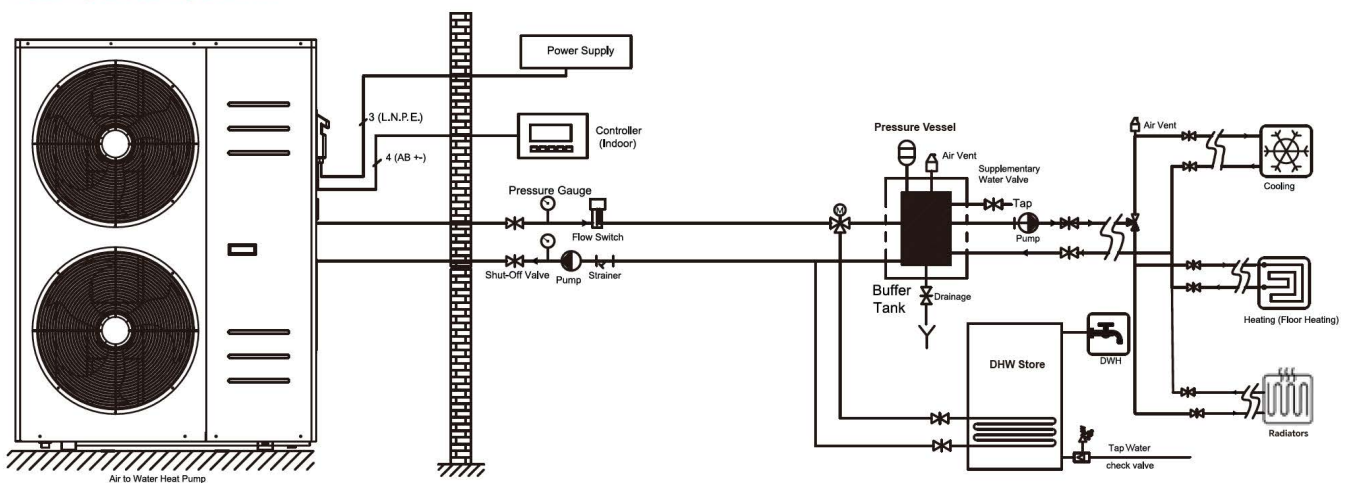 Power Supply
3 (L.N.P.E.)
Controller
(Indoor)
4 (AB +-)
Pressure Vessel
Air Vent
Air Vent
Supplementary
Water Valve
Cooling
Pressure Gauge
Tap
M
Flow Switch
Pump
Shut-Off Valve
Pump
Strainer
Buffer
Tank
Drainage
Heating (Floor Heating)
DHW Store
DWH
Radiators
Tap Water
check valve
Air to Water Heat Pump